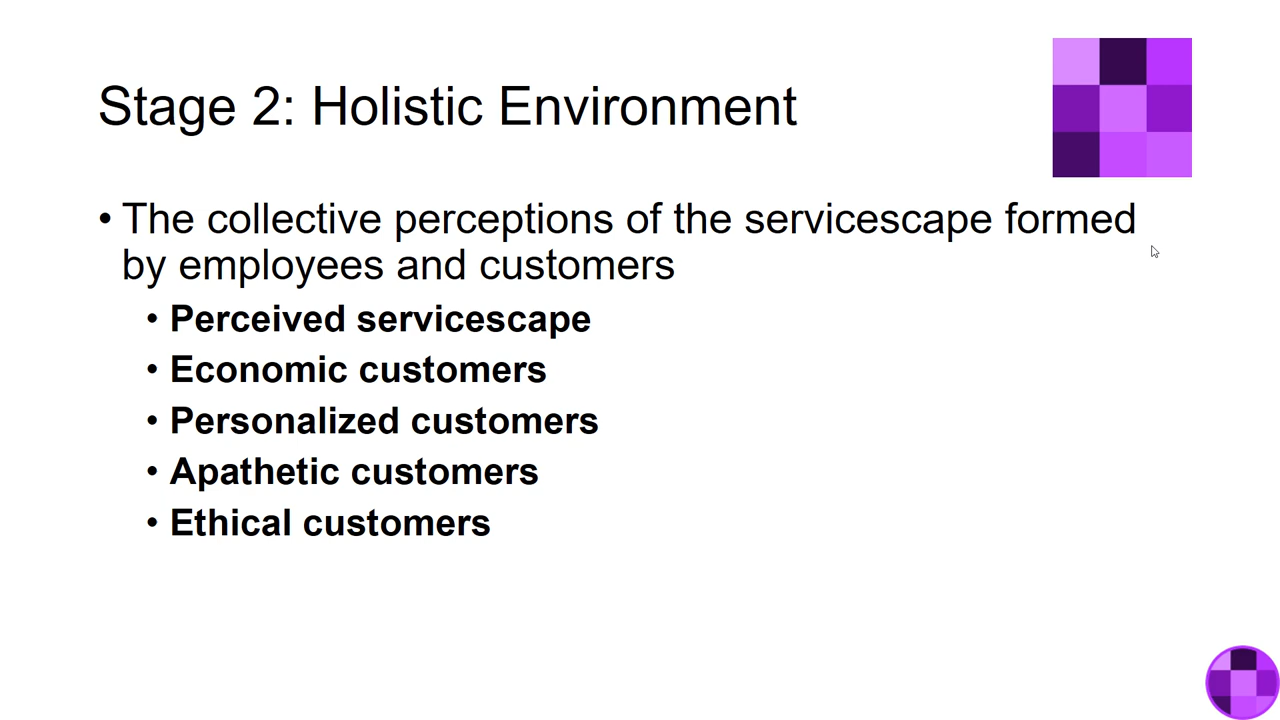 Stage 2: Holistic Environment
• The collective perceptions of the servicescape formed
by employees and customers
• Perceived servicescape
• Economic customers
• Personalized customers
• Apathetic customers
• Ethical customers